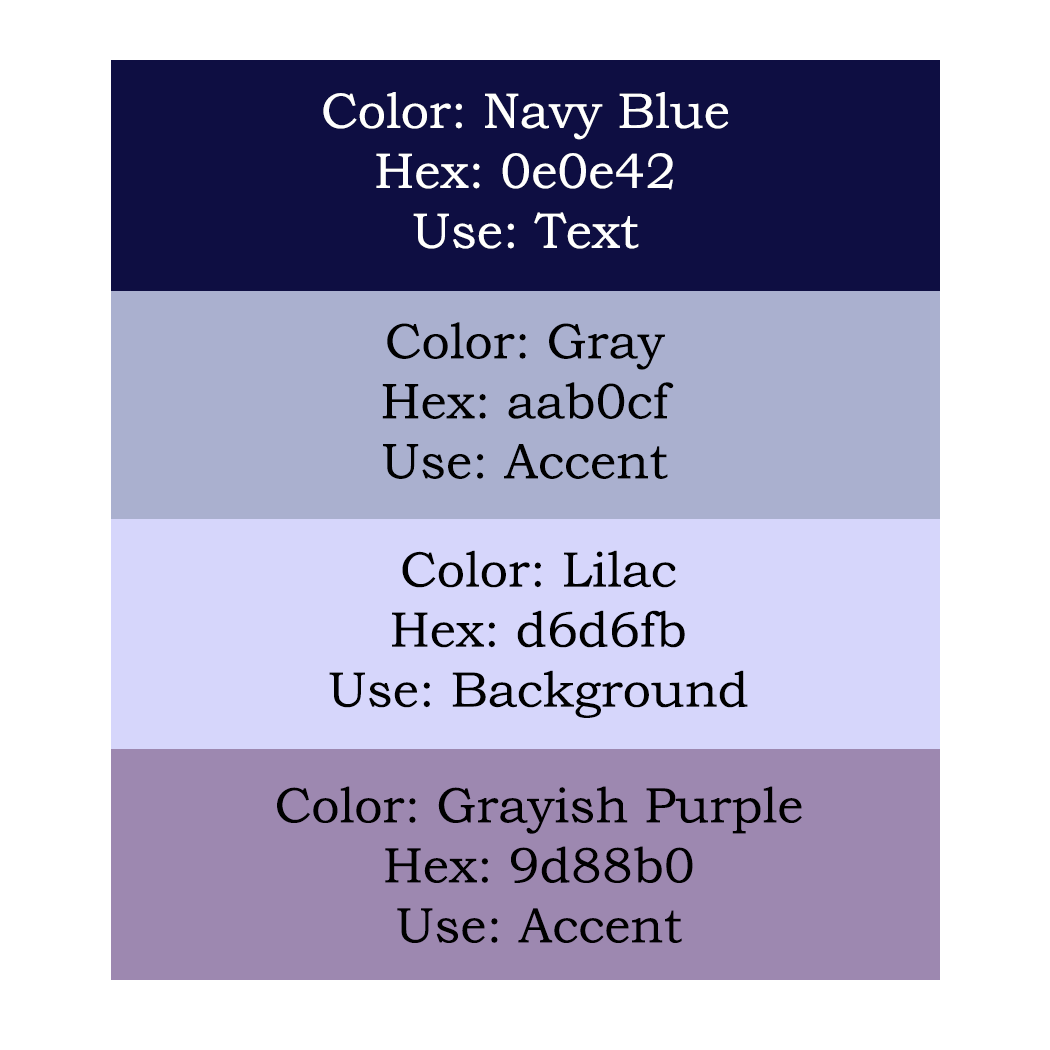 Color: Navy Blue
Hex: 0e0e42
Use: Text
Color: Gray
Hex: aab0cf
Use: Accent
Color: Lilac
Hex: d6d6fb
Use: Background
Color: Grayish Purple
Hex: 9d88b0
Use: Accent